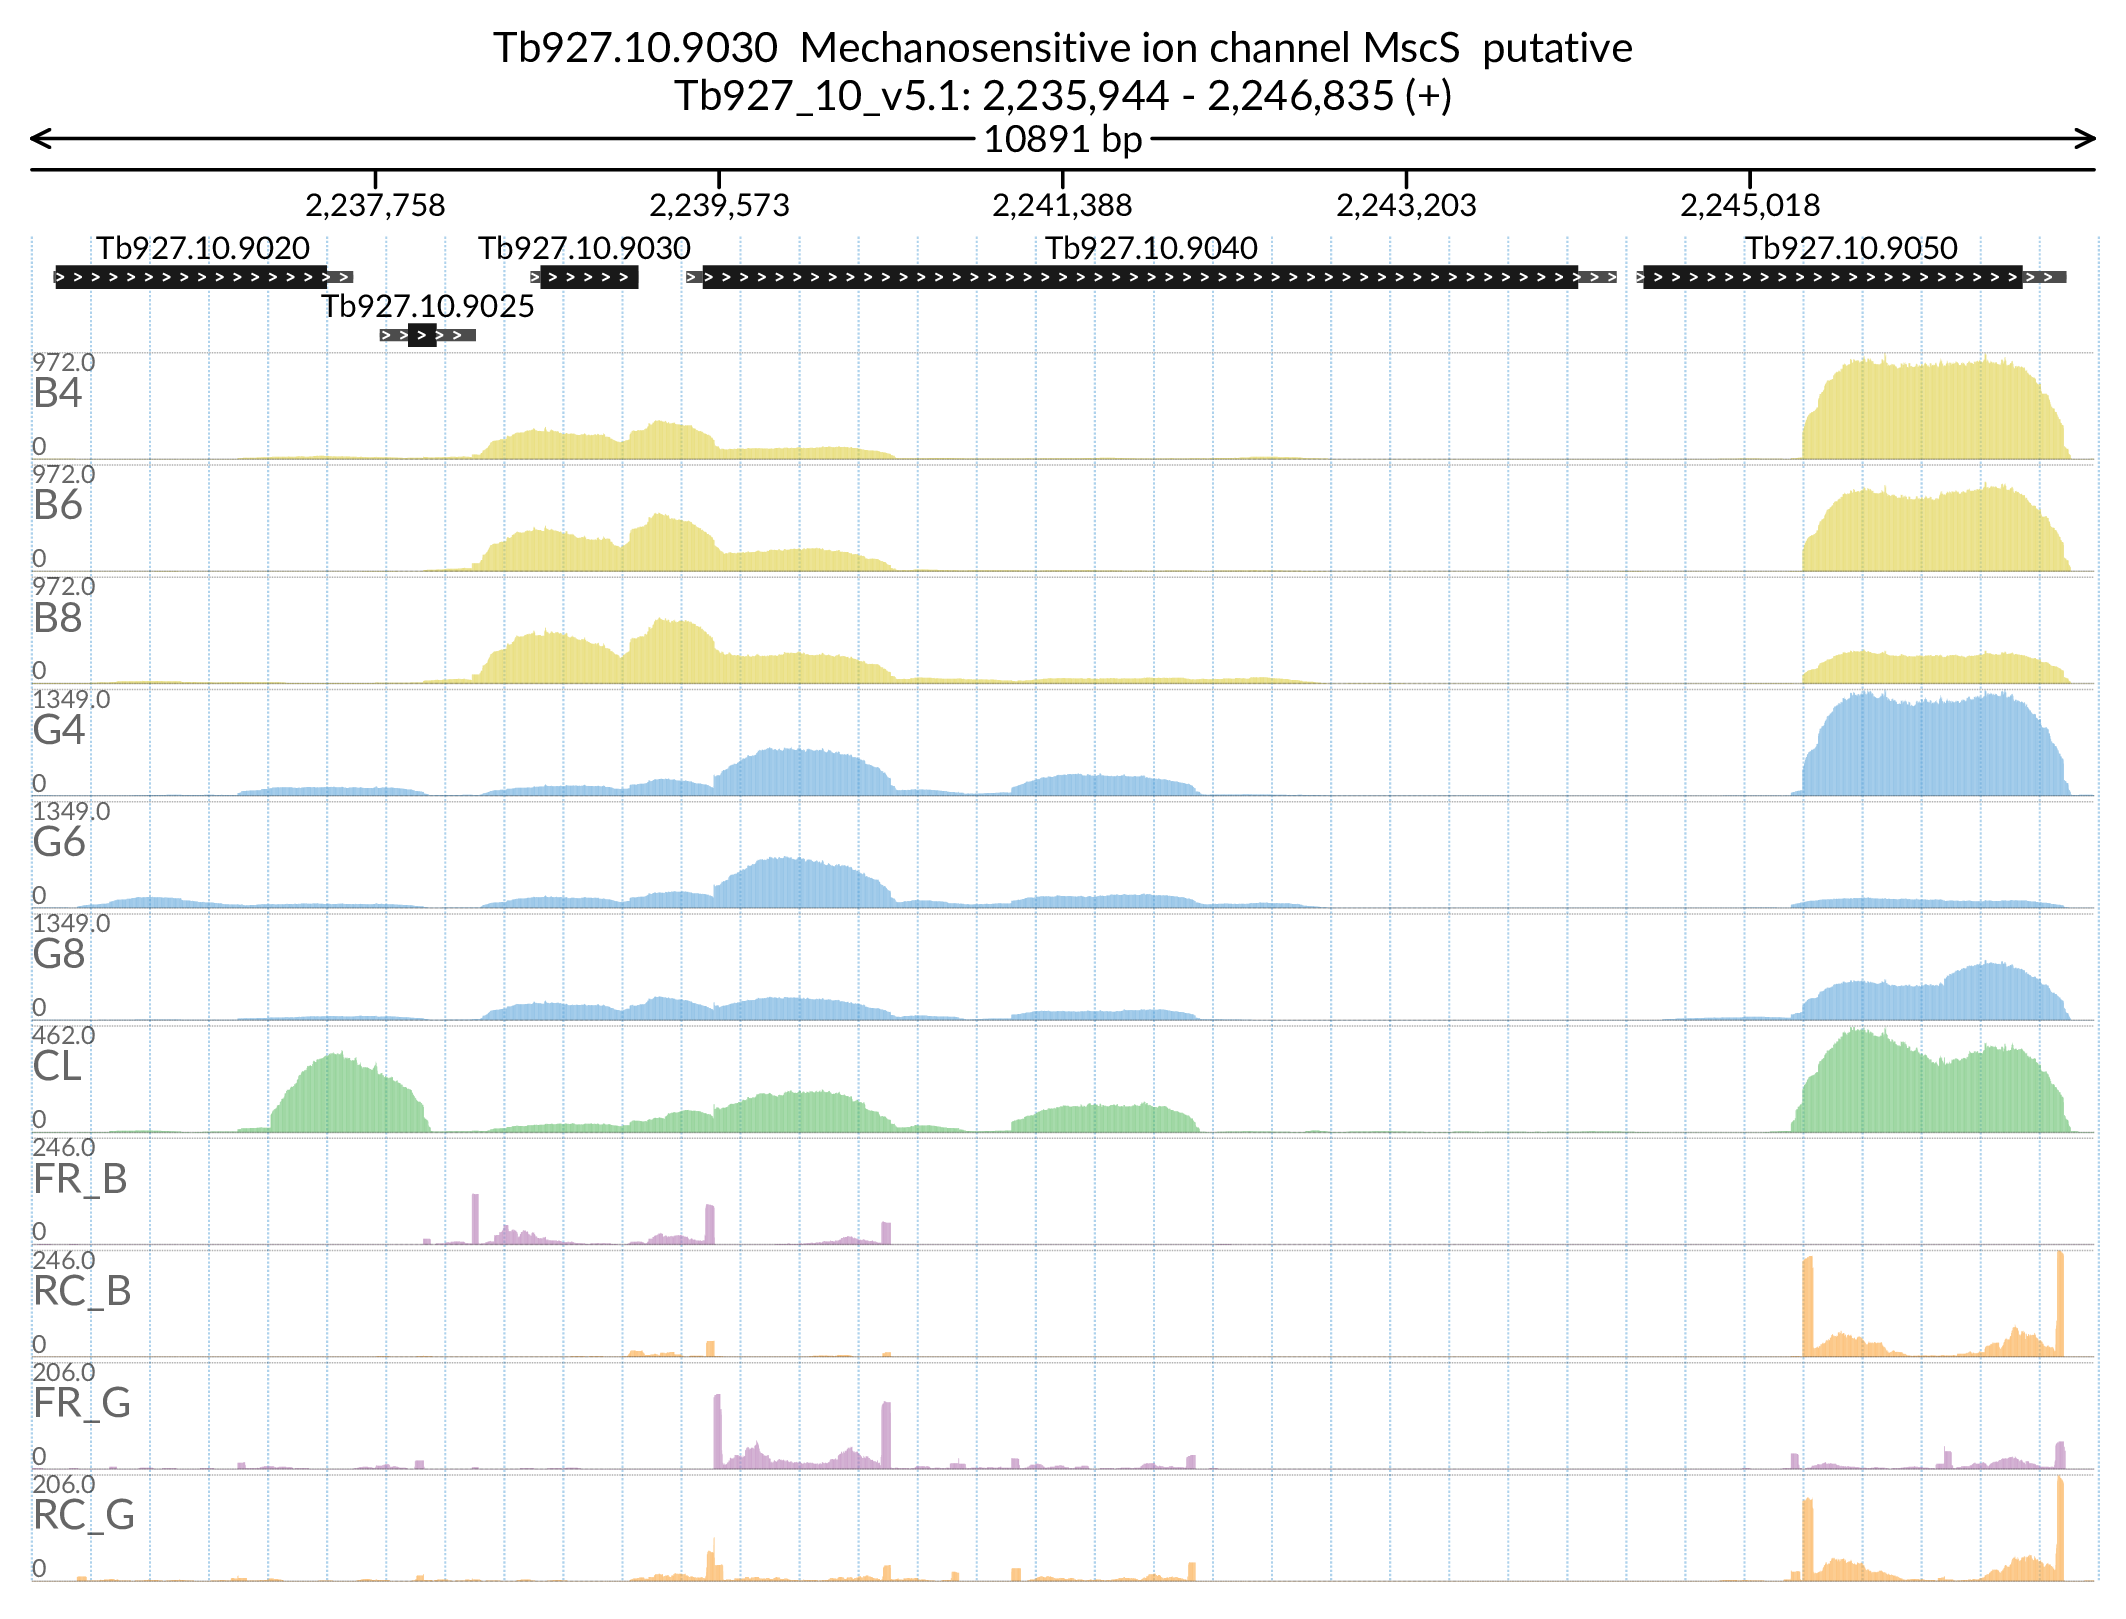 Tb927.10.9030  Mechanosensitive ion channel MscS  putative
Tb927_10_v5.1: 2,235,944 - 2,246,835 (+)
10891 bp
2,237,758 2,239,573 2,241,388 2,243,203 2,245,018
Tb927.10.9020 Tb927.10.9030 Tb927.10.9040 Tb927.10.9050
Tb927.10.9025
972.0
B4
0
972.0
B6
0
972.0
B8
0
1349.0
G4
0
1349.0
G6
0
1349.0
G8
0
462.0
CL
0
246.0
FR_B
0
246.0
RC_B
0
206.0
FR_G
0
206.0
RC_G
0